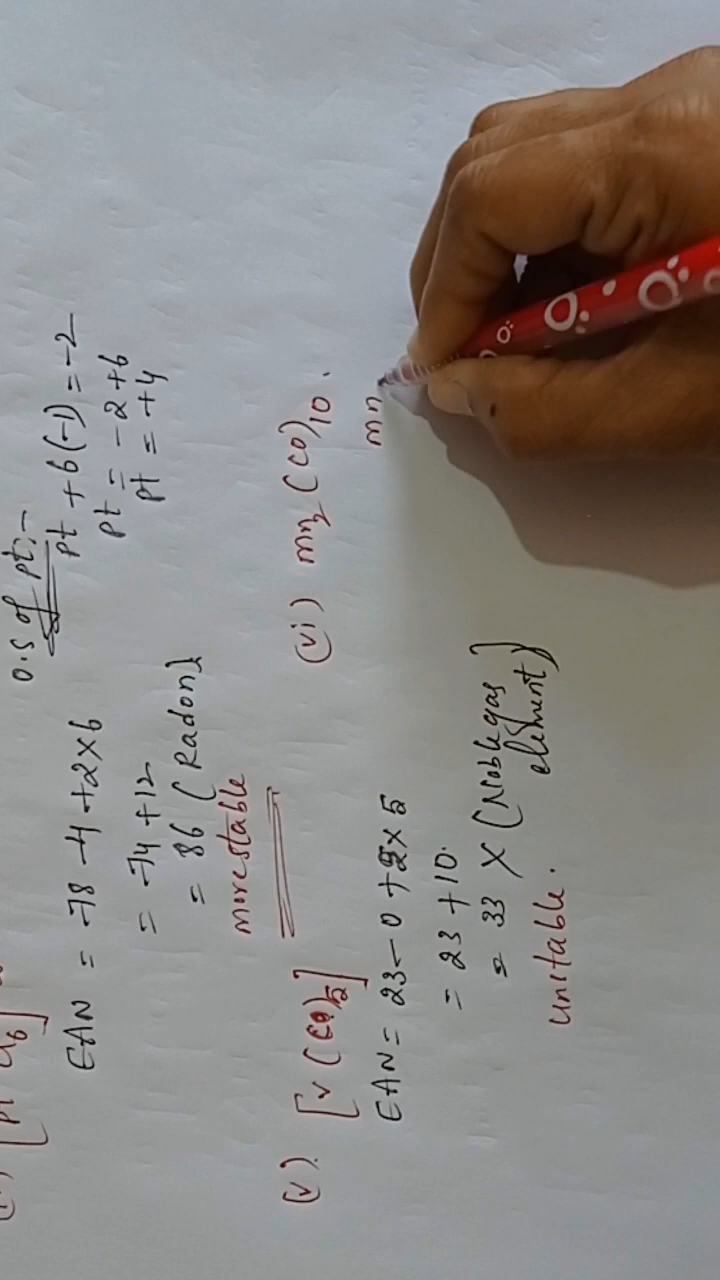 EAN = 78-4+2×6
= 74+12
= 86 (Radon)
more stable
O.S of Pt:-
Pt + 6(-1) = -2
Pt = -2+6
Pt = +4
(v). [V(CO)5]
EAN = 23-0+2×5
= 23+10.
= 33 × (Noble gas
element)
unstable.
(vi) mn2(CO)10.
mn